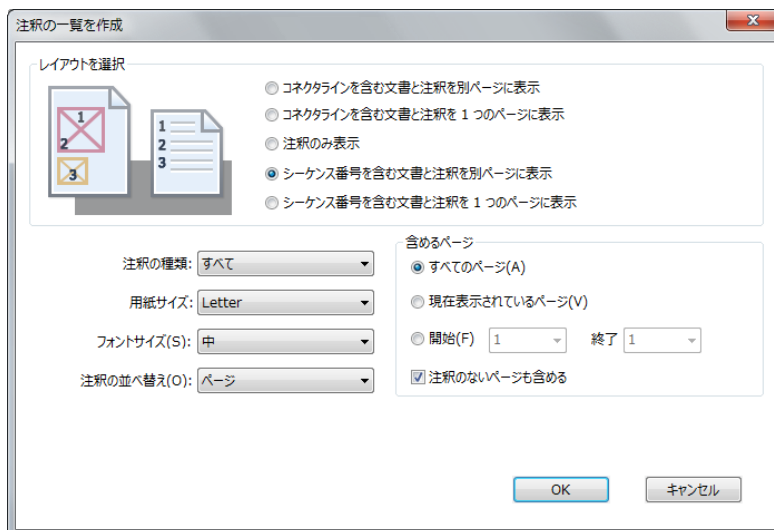 注釈の一覧を作成
レイアウトを選択
1
2
3
1
2
3
コネクタラインを含む文書と注釈を別ページに表示
コネクタラインを含む文書と注釈を 1 つのページに表示
注釈のみ表示
シーケンス番号を含む文書と注釈を別ページに表示
シーケンス番号を含む文書と注釈を 1 つのページに表示
注釈の種類: すべて
用紙サイズ: Letter
フォントサイズ(S): 中
注釈の並べ替え(O): ページ
含めるページ
すべてのページ(A)
現在表示されているページ(V)
開始(F) 1 終了 1
注釈のないページも含める
OK キャンセル